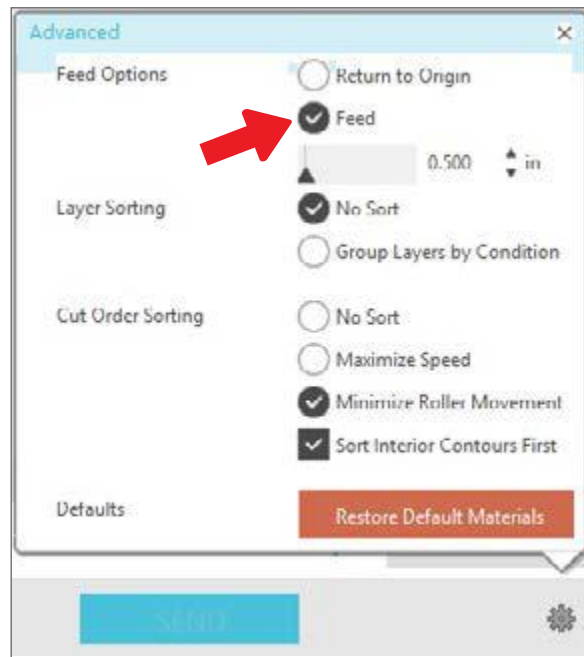 Advanced
Feed Options
Return to Origin
Feed
0.500 in
Layer Sorting
No Sort
Group Layers by Condition
Cut Order Sorting
No Sort
Maximize Speed
Minimize Roller Movement
Sort Interior Contours First
Defaults
Restore Default Materials
SEND